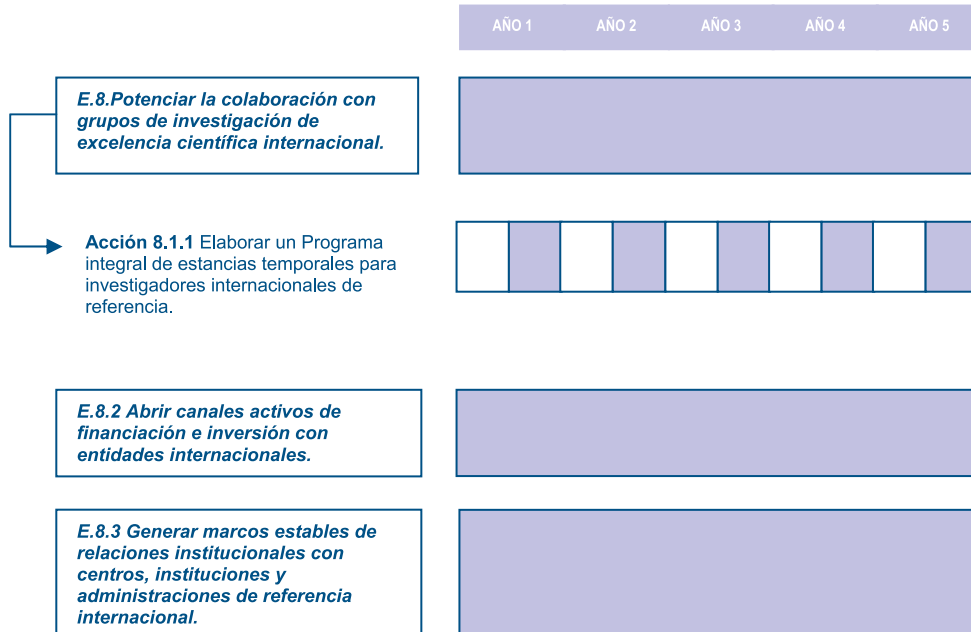 AÑO 1 AÑO 2 AÑO 3 AÑO 4 AÑO 5
E.8.Potenciar la colaboración con
grupos de investigación de
excelencia científica internacional.
Acción 8.1.1 Elaborar un Programa
integral de estancias temporales para
investigadores internacionales de
referencia.
E.8.2 Abrir canales activos de
financiación e inversión con
entidades internacionales.
E.8.3 Generar marcos estables de
relaciones institucionales con
centros, instituciones y
administraciones de referencia
internacional.